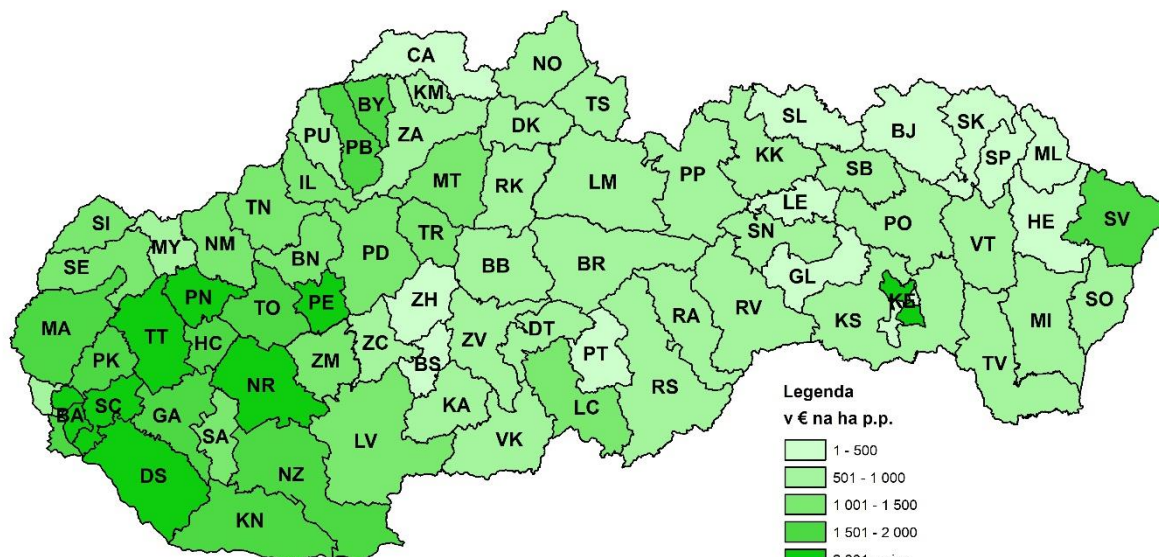 CA
NO
KM
BY
TS
PU
ZA
DK
PB
SL
BJ
SK
SP
ML
KK
IL
MT
RK
LM
PP
SB
TN
LE
HE
SV
SI
MY
NM
TR
SN
PO
VT
BN
PD
SE
BB
BR
GL
PN
PE
ZH
TO
RV
KE
SO
MA
TT
HC
ZC
ZV
DT
RA
KS
MI
PK
ZM
BS
PT
NR
TV
SC
BA
GA
SA
KA
LC
RS
LV
VK
DS
NZ
KN
Legenda
v € na ha p.p.
1 - 500
501 - 1 000
1 001 - 1 500
1 501 - 2 000